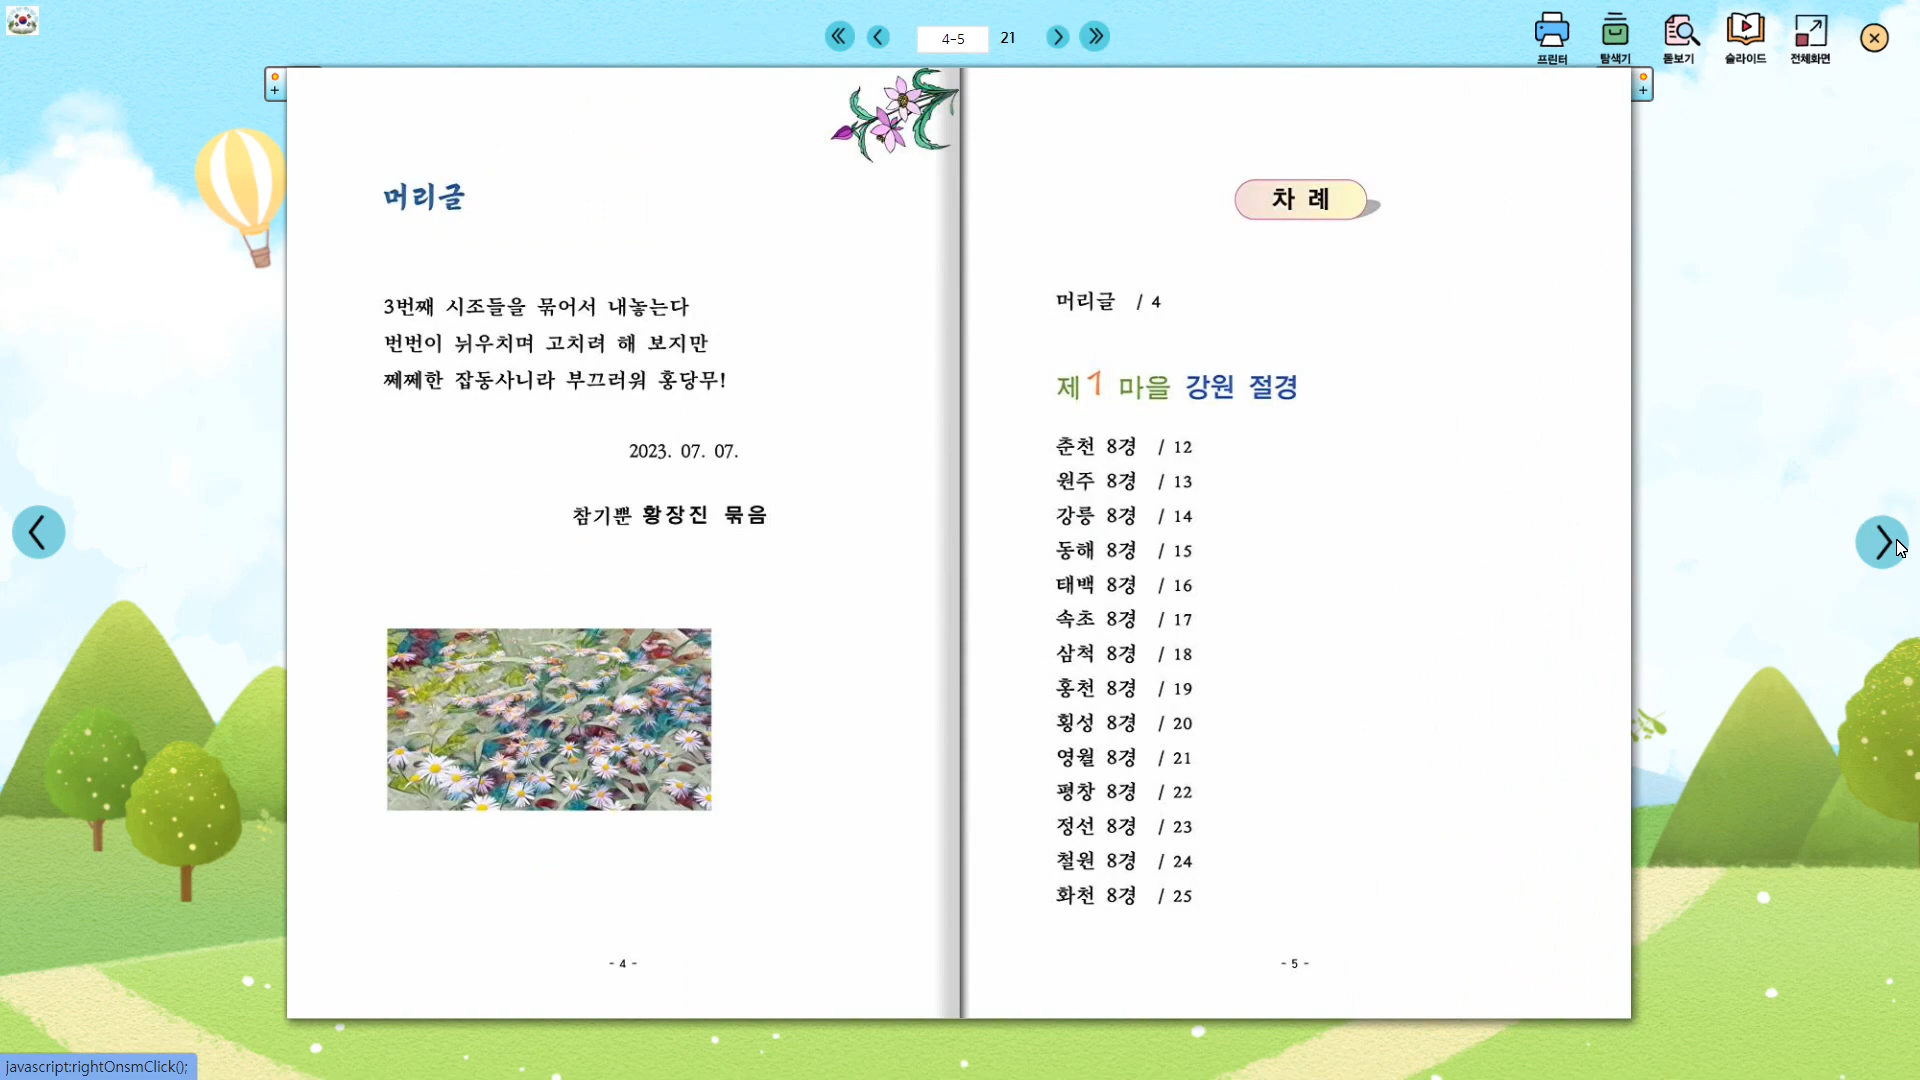 4-5
21
프린터
탐색기
돋보기
슬라이드
전체화면
머리글
3번째 시조들을 묶어서 내놓는다
번번이 뉘우치며 고치려 해 보지만
쩨쩨한 잡동사니라 부끄러워 홍당무!
2023. 07. 07.
참기쁨 황장진 묶음
- 4 -
차 례
머리글 / 4
제1 마을 강원 절경
춘천 8경 / 12
원주 8경 / 13
강릉 8경 / 14
동해 8경 / 15
태백 8경 / 16
속초 8경 / 17
삼척 8경 / 18
홍천 8경 / 19
횡성 8경 / 20
영월 8경 / 21
평창 8경 / 22
정선 8경 / 23
철원 8경 / 24
화천 8경 / 25
- 5 -
javascript:rightOnsmClick();